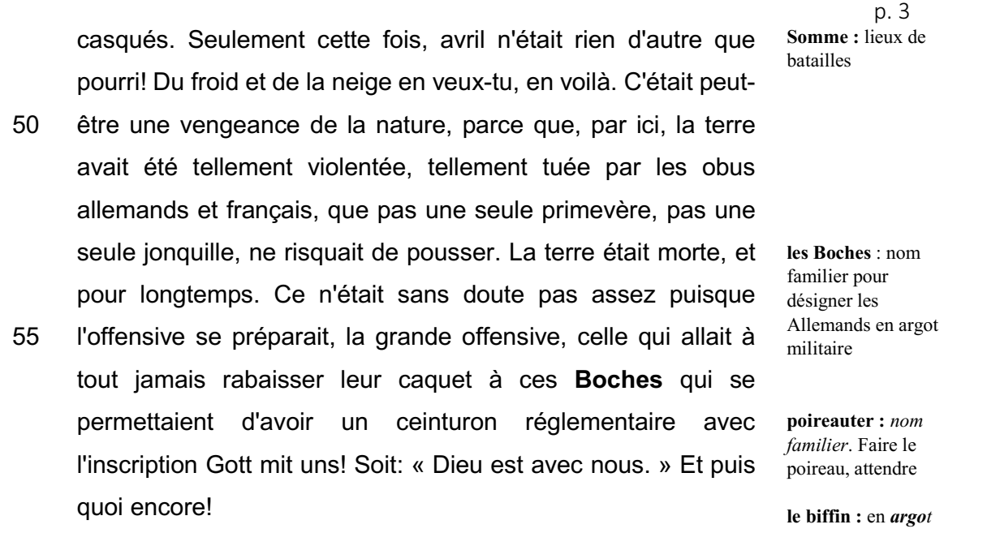 p. 3
casqués. Seulement cette fois, avril n'était rien d'autre que
pourri! Du froid et de la neige en veux-tu, en voilà. C'était peut-
50 être une vengeance de la nature, parce que, par ici, la terre
avait été tellement violentée, tellement tuée par les obus
allemands et français, que pas une seule primevère, pas une
seule jonquille, ne risquait de pousser. La terre était morte, et
pour longtemps. Ce n'était sans doute pas assez puisque
55 l'offensive se préparait, la grande offensive, celle qui allait à
tout jamais rabaisser leur caquet à ces Boches qui se
permettaient d'avoir un ceinturon réglementaire avec
l'inscription Gott mit uns! Soit: « Dieu est avec nous. » Et puis
quoi encore!
Somme : lieux de
batailles
les Boches : nom
familier pour
désigner les
Allemands en argot
militaire
poireauter : nom
familier. Faire le
poireau, attendre
le biffin : en argot